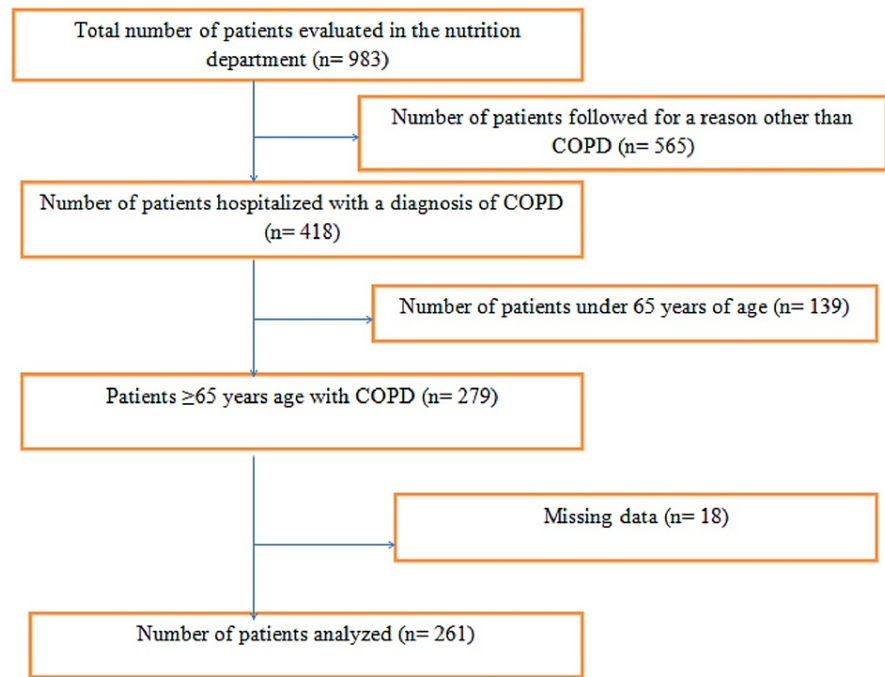 Total number of patients evaluated in the nutrition
department (n= 983)
Number of patients followed for a reason other than
COPD (n= 565)
Number of patients hospitalized with a diagnosis of COPD
(n= 418)
Number of patients under 65 years of age (n= 139)
Patients ≥65 years age with COPD (n= 279)
Missing data (n= 18)
Number of patients analyzed (n= 261)